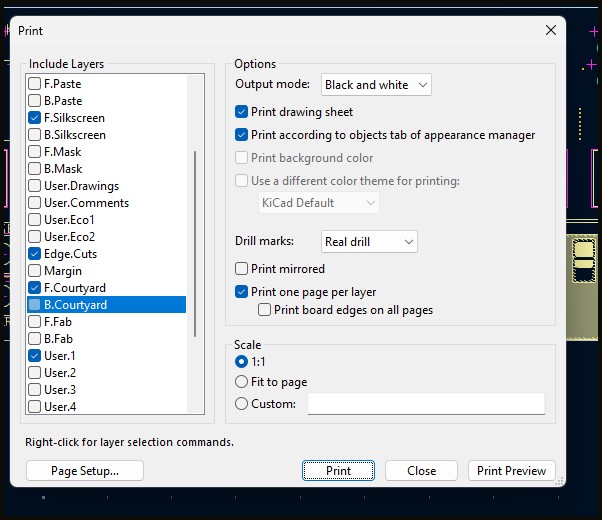 Print
Include Layers
F.Paste
B.Paste
F.Silkscreen
B.Silkscreen
F.Mask
B.Mask
User.Drawings
User.Comments
User.Eco1
User.Eco2
Edge.Cuts
Margin
F.Courtyard
B.Courtyard
F.Fab
B.Fab
User.1
User.2
User.3
User.4
Options
Output mode: Black and white
Print drawing sheet
Print according to objects tab of appearance manager
Print background color
Use a different color theme for printing:
KiCad Default
Drill marks: Real drill
Print mirrored
Print one page per layer
Print board edges on all pages
Scale
1:1
Fit to page
Custom:
Right-click for layer selection commands.
Page Setup... Print Close Print Preview